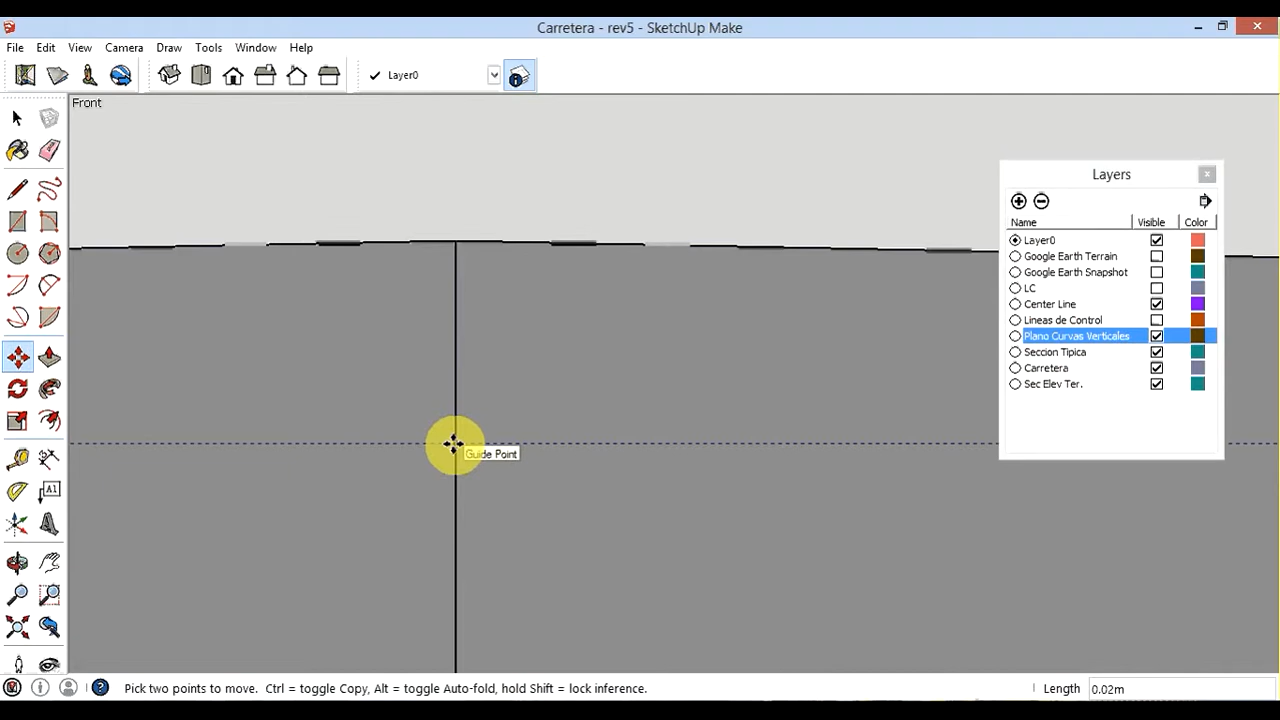 Carretera - rev5 - SketchUp Make
File Edit View Camera Draw Tools Window Help
Layer0
Front
Layers
Name Visible Color
Layer0
Google Earth Terrain
Google Earth Snapshot
LC
Center Line
Lineas de Control
Plano Curvas Verticales
Seccion Tipica
Carretera
Sec Elev Ter.
Guide Point
A1
Pick two points to move. Ctrl = toggle Copy, Alt = toggle Auto-fold, hold Shift = lock inference.
Length 0.02m